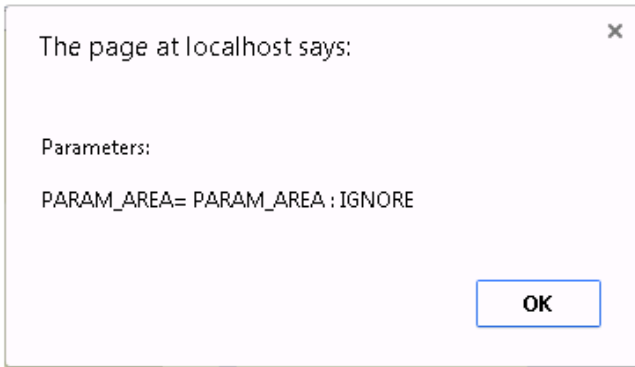 The page at localhost says:
Parameters:
PARAM_AREA= PARAM_AREA : IGNORE
OK